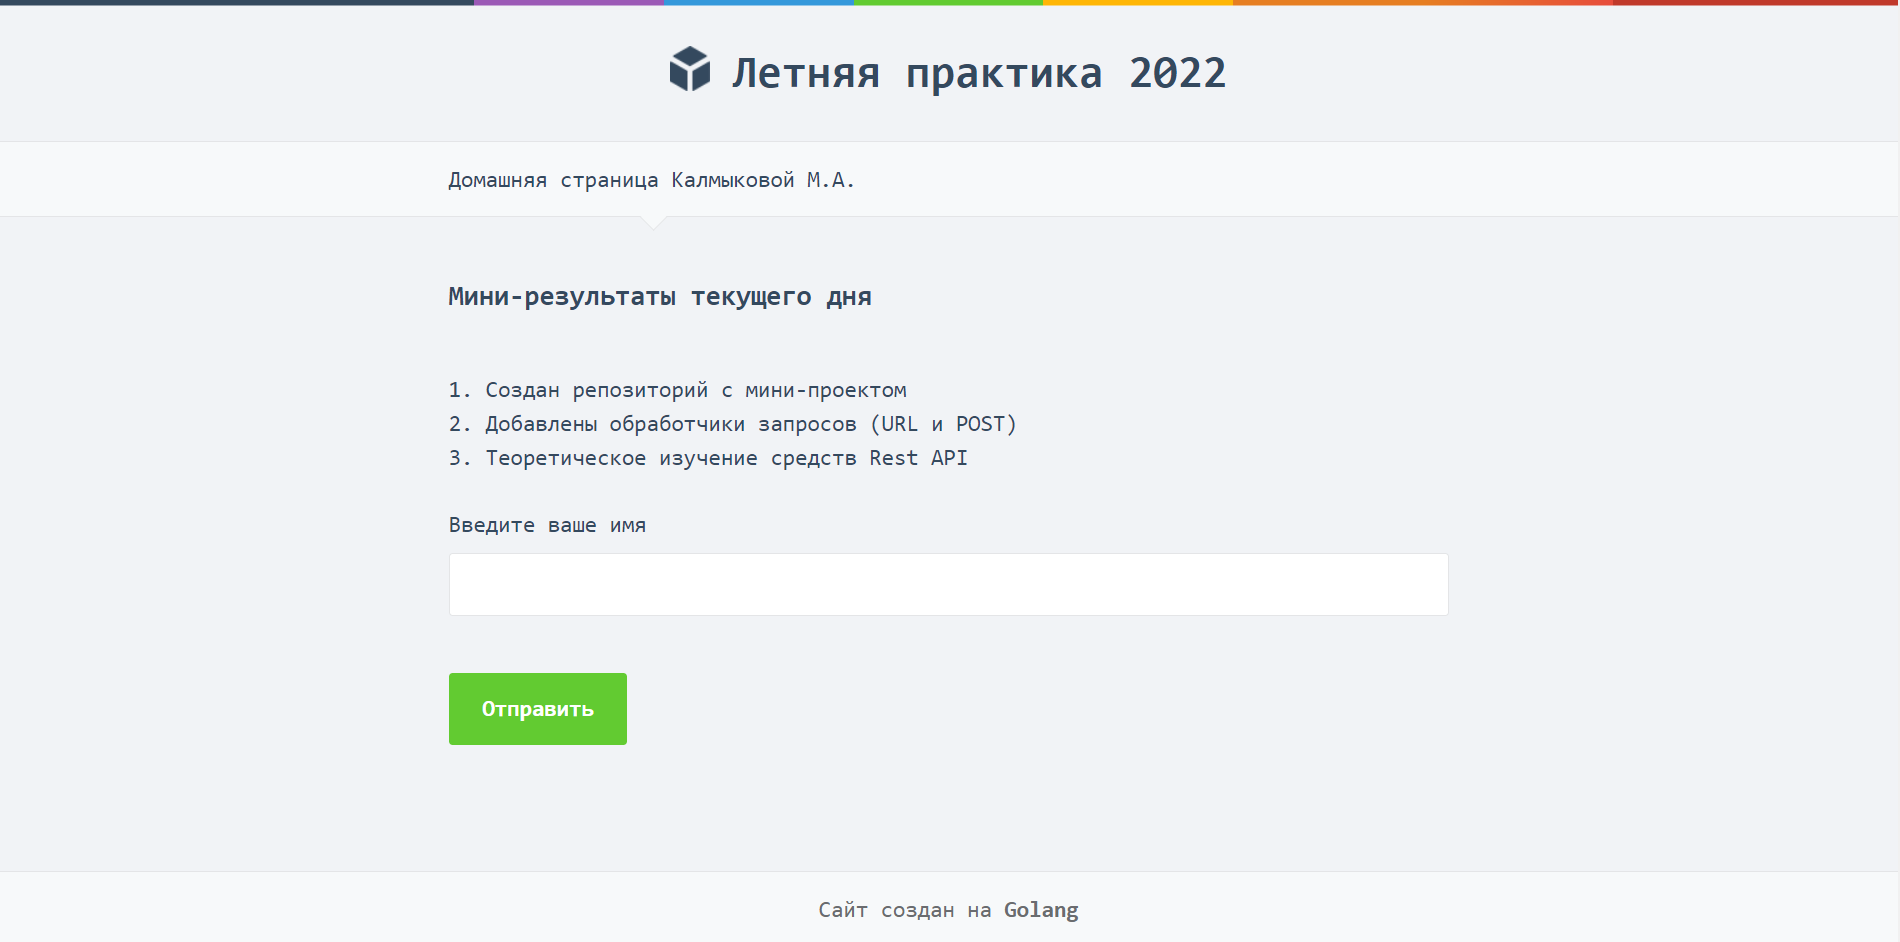 Летняя практика 2022
Домашняя страница Калмыковой М.А.
Мини-результаты текущего дня
1. Создан репозиторий с мини-проектом
2. Добавлены обработчики запросов (URL и POST)
3. Теоретическое изучение средств Rest API
Введите ваше имя
Отправить
Сайт создан на Golang